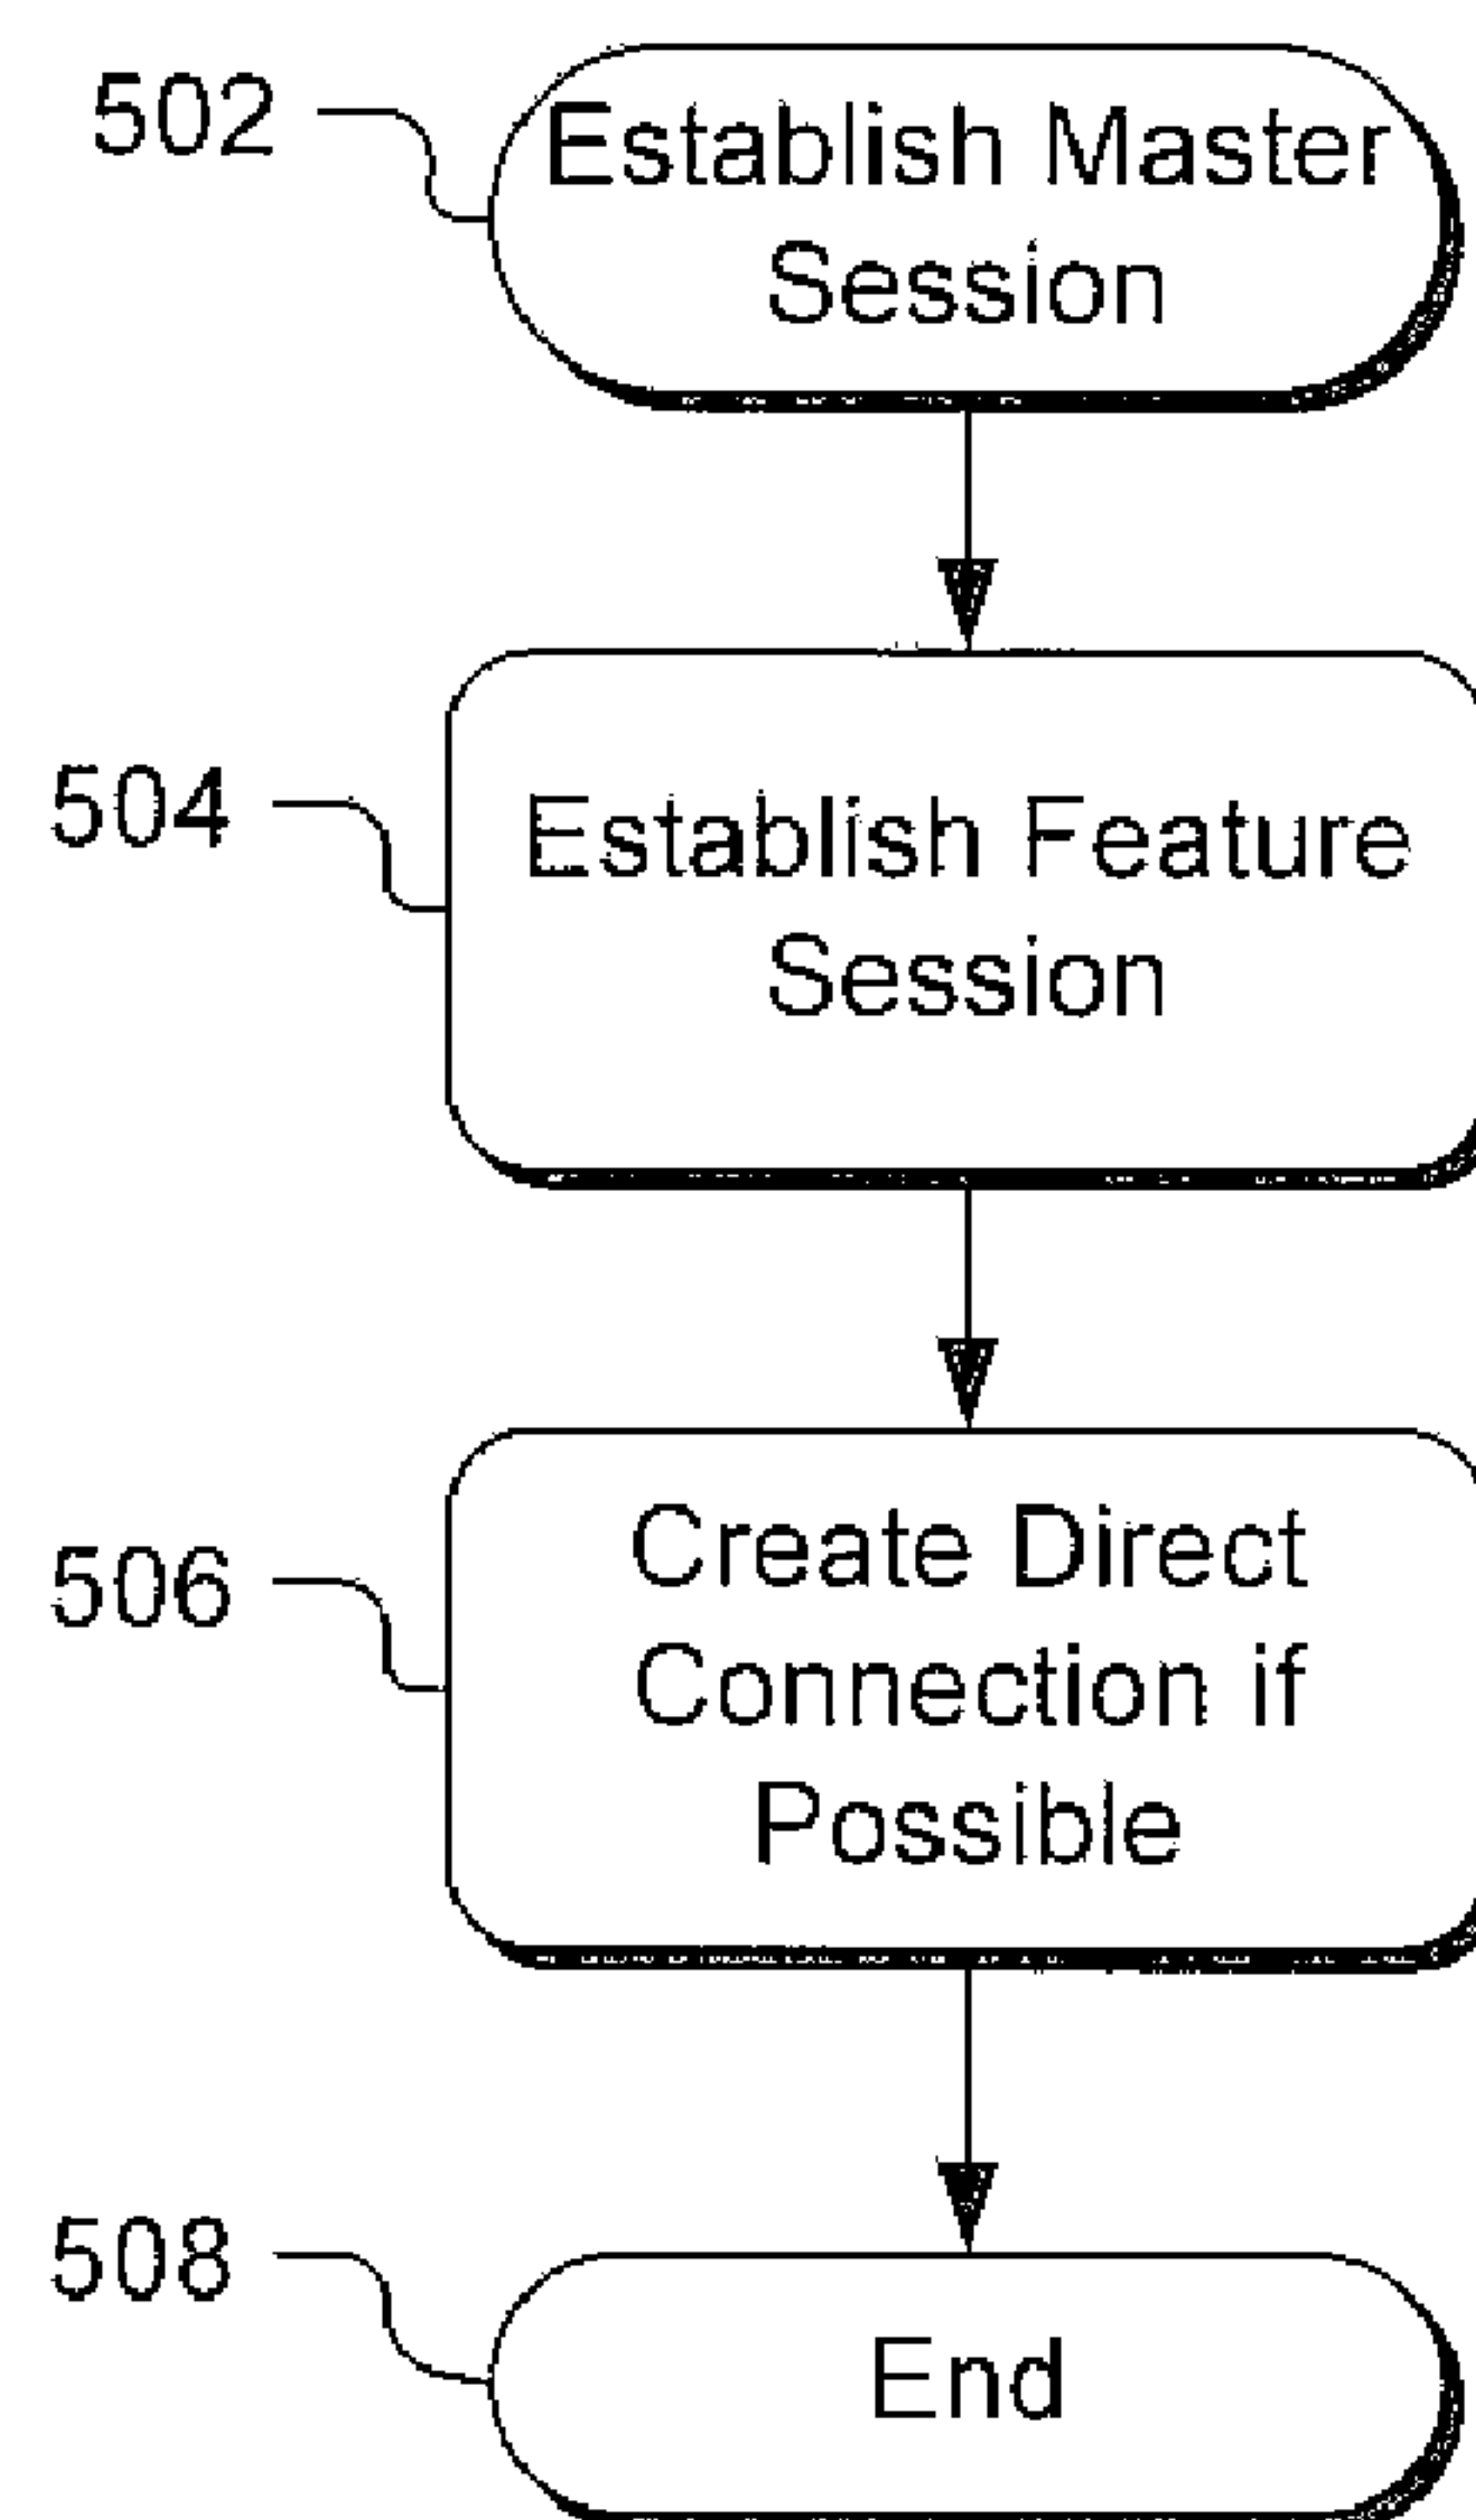 502
Establish Master
Session
504
Establish Feature
Session
506
Create Direct
Connection if
Possible
508
End